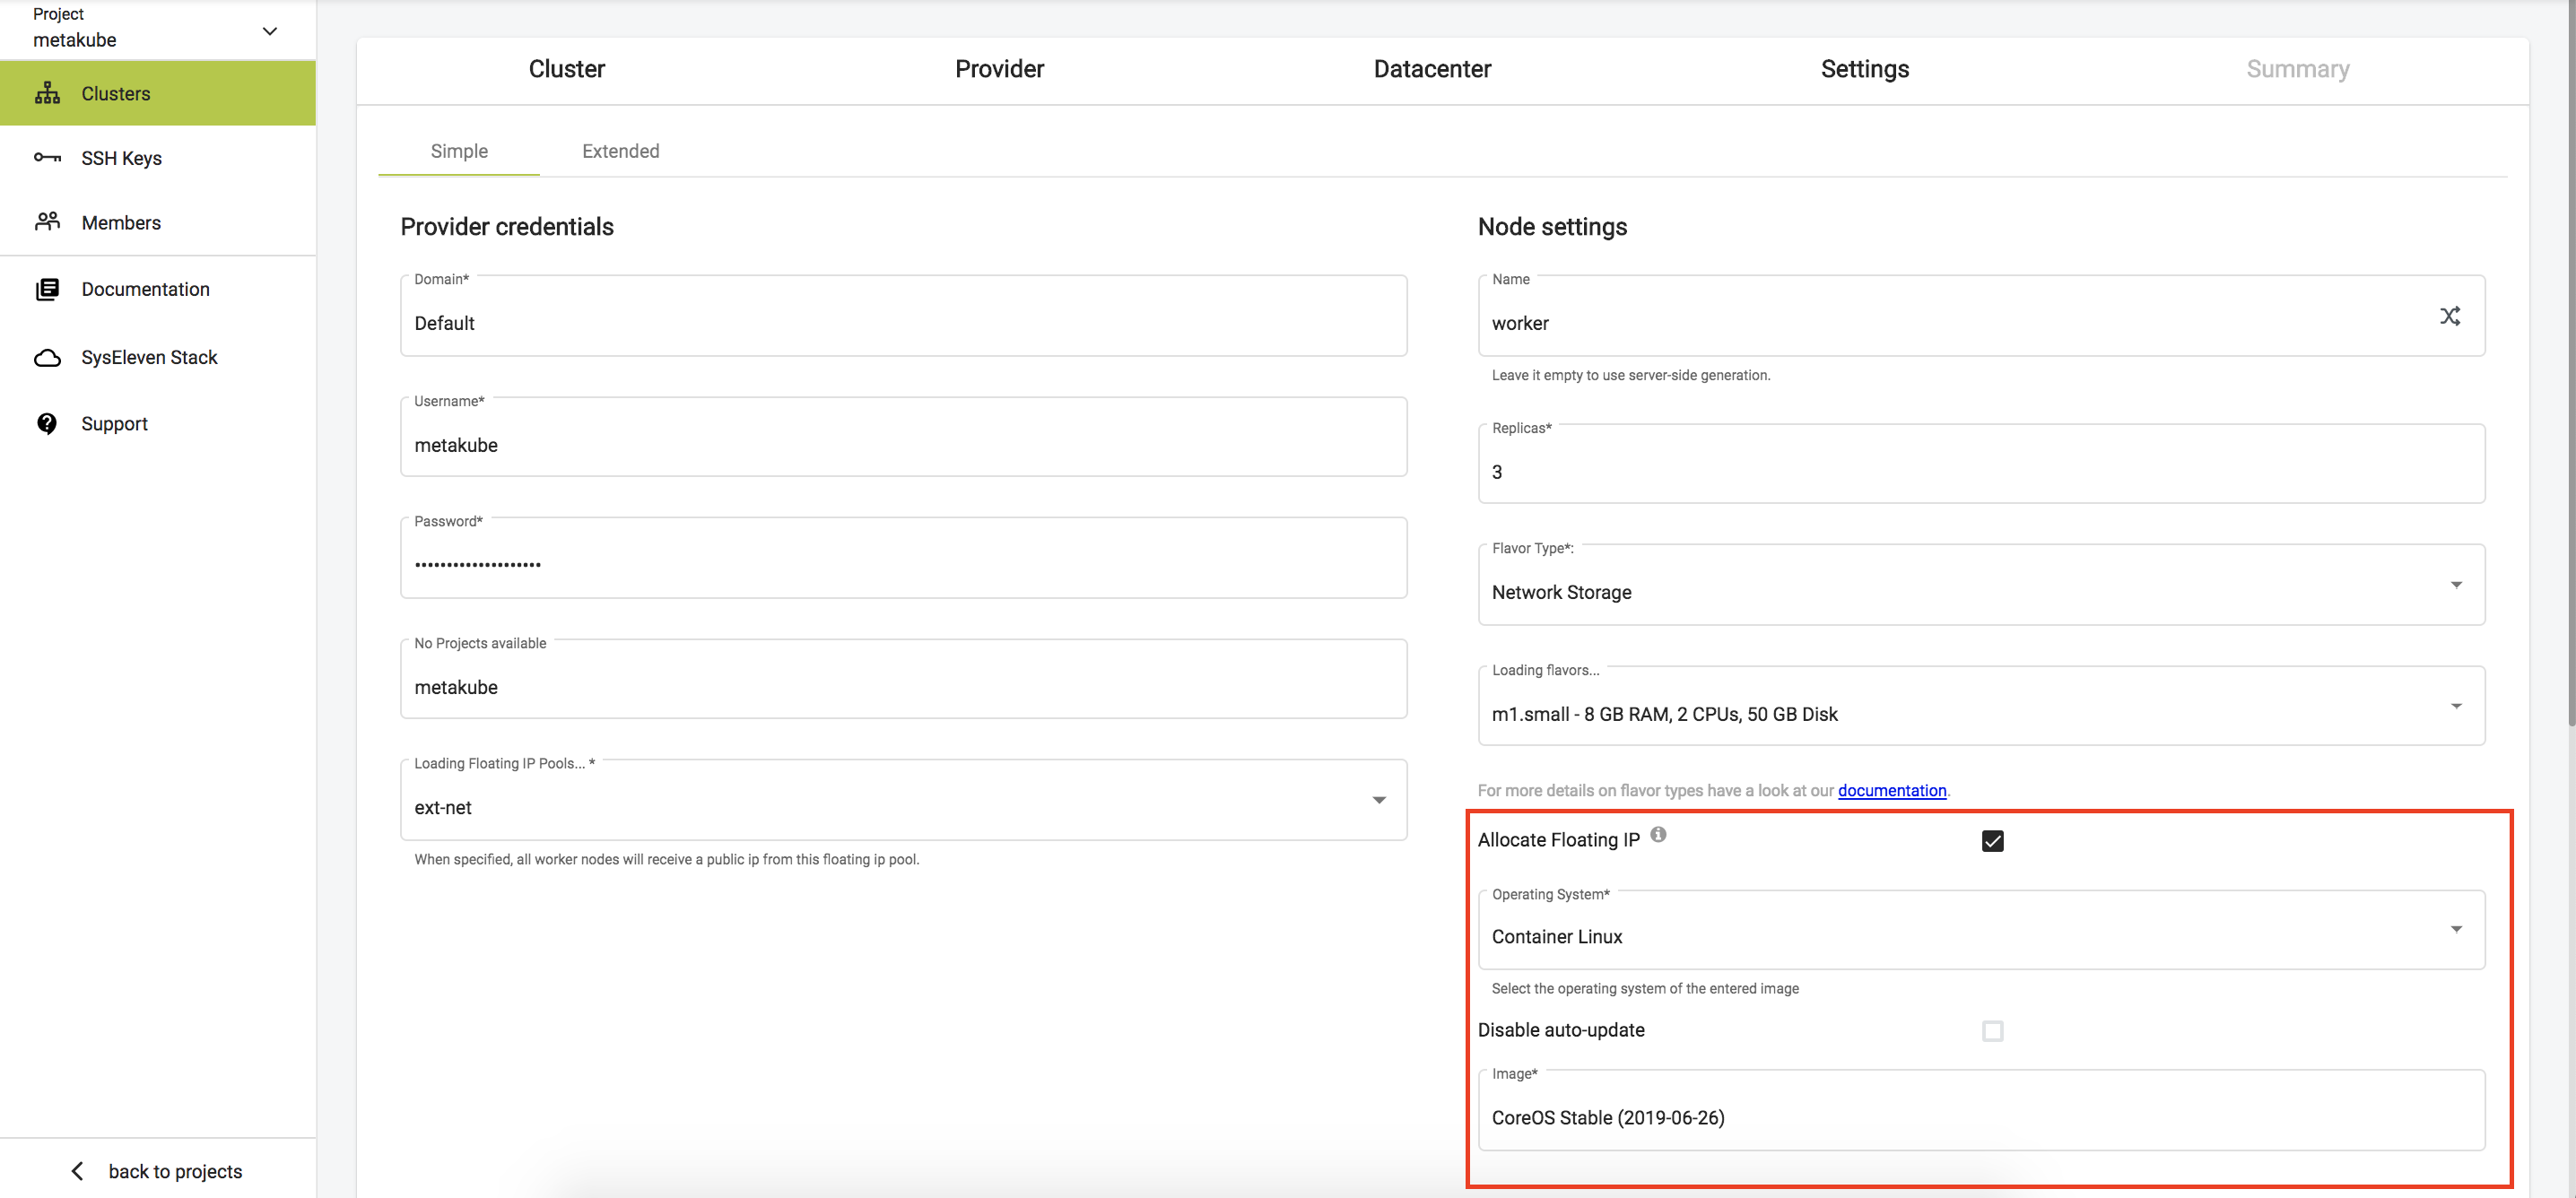 Project
metakube
Clusters
SSH Keys
Members
Documentation
SysEleven Stack
Support
back to projects
Cluster
Provider
Datacenter
Settings
Summary
Simple
Extended
Provider credentials
Domain*
Default
Username*
metakube
Password*
••••••••••••••••••••
No Projects available
metakube
Loading Floating IP Pools... *
ext-net
When specified, all worker nodes will receive a public ip from this floating ip pool.
Node settings
Name
worker
Leave it empty to use server-side generation.
Replicas*
3
Flavor Type*:
Network Storage
Loading flavors...
m1.small - 8 GB RAM, 2 CPUs, 50 GB Disk
For more details on flavor types have a look at our documentation.
Allocate Floating IP
Operating System*
Container Linux
Select the operating system of the entered image
Disable auto-update
Image*
CoreOS Stable (2019-06-26)